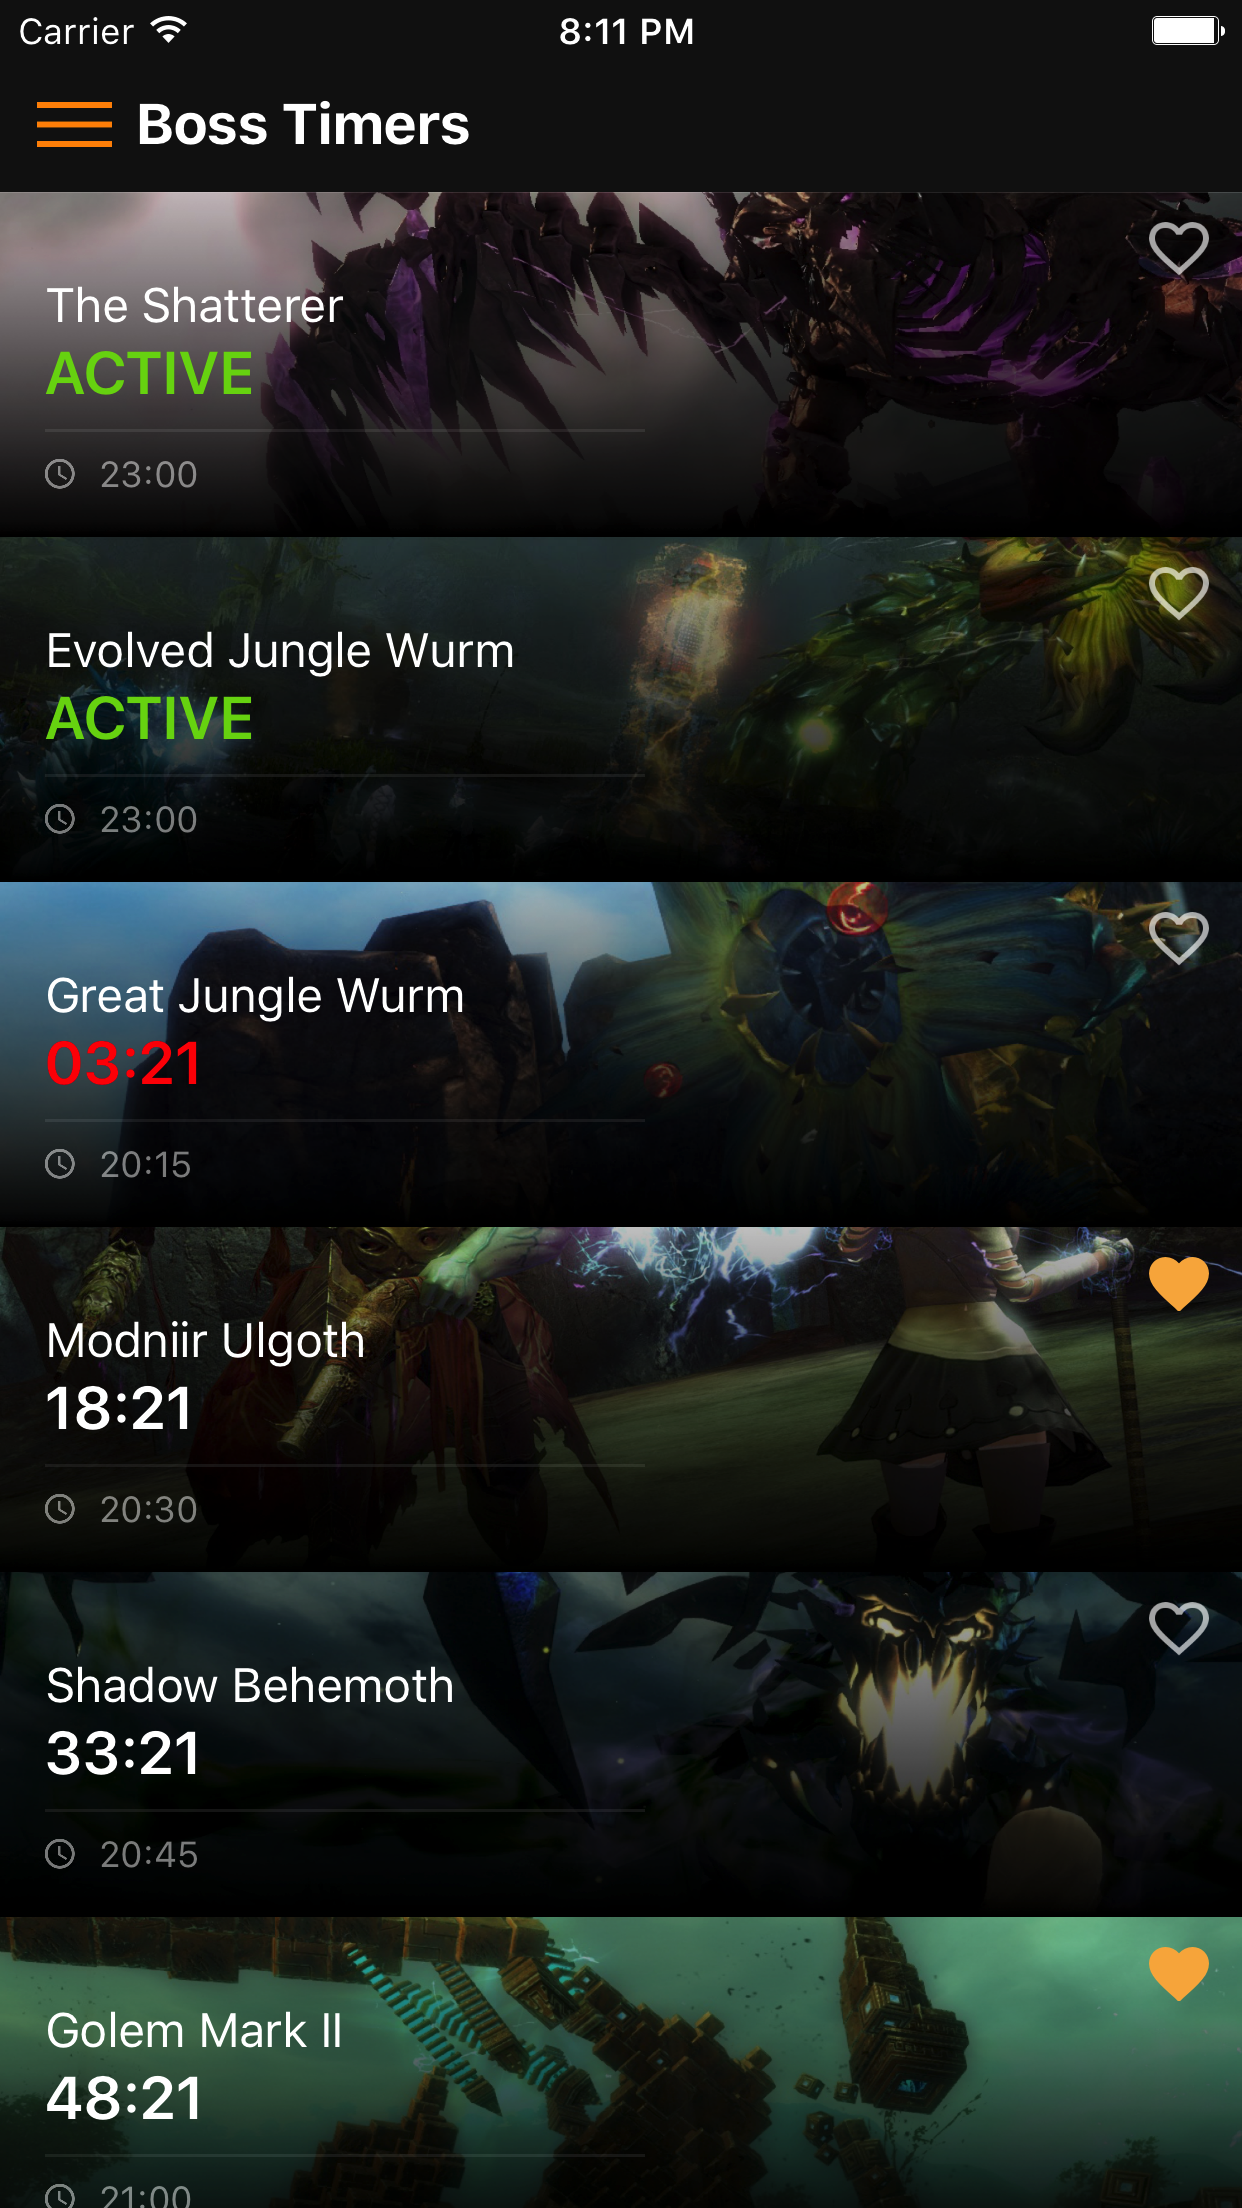 Carrier 8:11 PM
Boss Timers
The Shatterer
ACTIVE
23:00
Evolved Jungle Wurm
ACTIVE
23:00
Great Jungle Wurm
03:21
20:15
Modniir Ulgoth
18:21
20:30
Shadow Behemoth
33:21
20:45
Golem Mark II
48:21
21:00